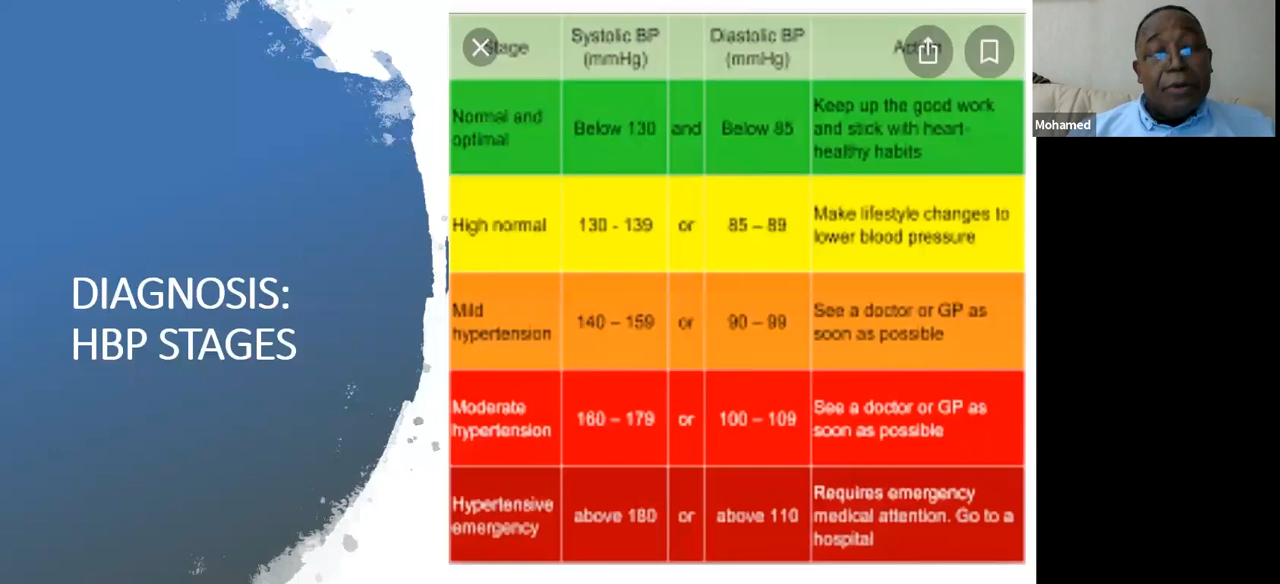 DIAGNOSIS:
HBP STAGES
Stage
Systolic BP
(mmHg)
Diastolic BP
(mmHg)
Normal and
optimal
Below 130
and
Below 85
Keep up the good work
and stick with heart-
healthy habits
High normal
130 - 139
or
85 – 89
Make lifestyle changes to
lower blood pressure
Mild
hypertension
140 – 159
or
90 – 99
See a doctor or GP as
soon as possible
Moderate
hypertension
160 – 179
or
100 – 109
See a doctor or GP as
soon as possible
Hypertensive
emergency
above 180
or
above 110
Requires emergency
medical attention. Go to a
hospital
Mohamed